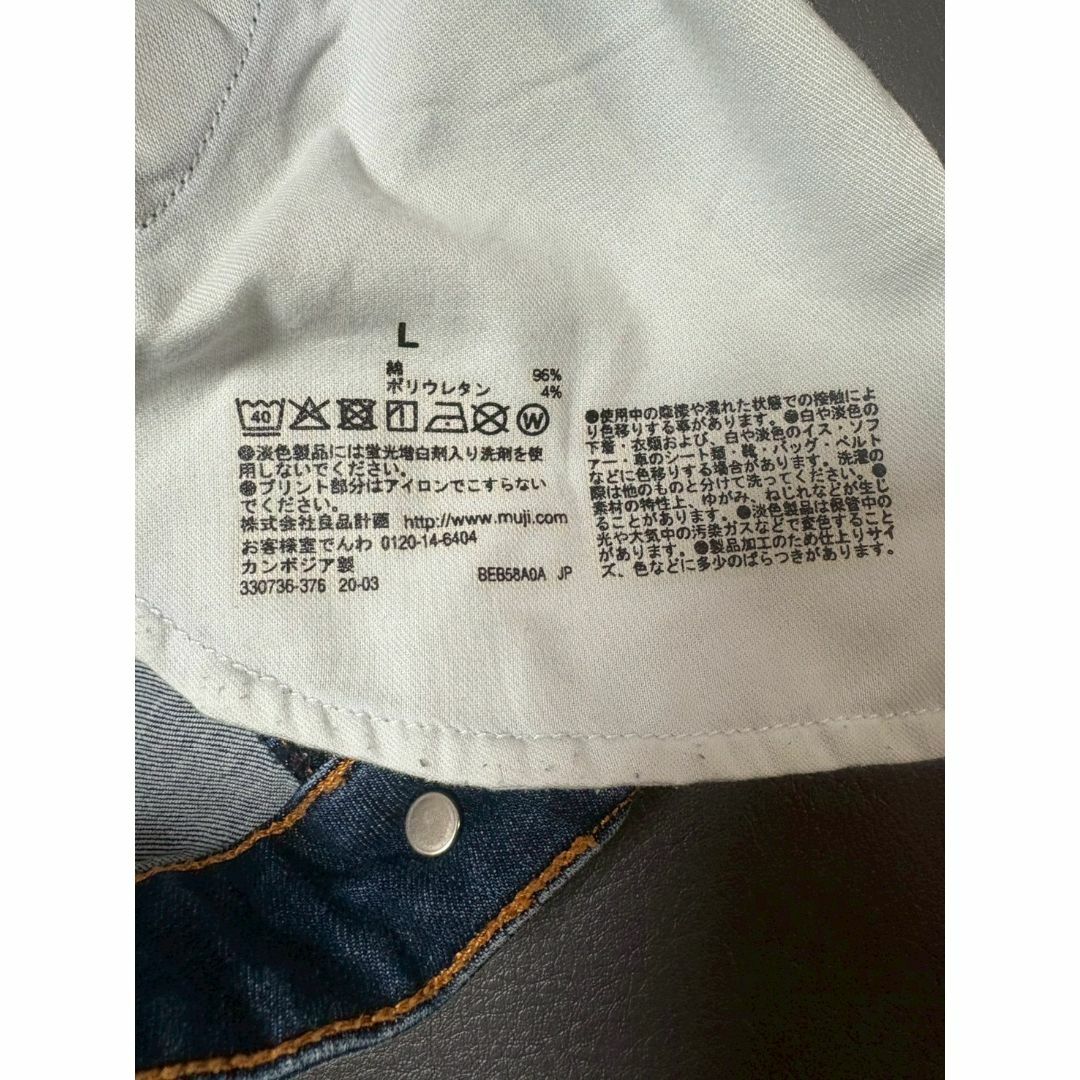 L
綿 96%
ポリウレタン 4%
40 W
●淡色製品には蛍光増白剤入り洗剤を使
用しないでください。
●プリント部分はアイロンでこすらない
でください。
株式会社良品計画 http://www.muji.com
お客様室でんわ 0120-14-6404
カンボジア製
330736-376 20-03 BEB58A0A JP
●使用中の摩擦や濡れた状態での接触によ
り色移りする事があります。●白や淡色の
下着・衣類および、白や淡色のイス・ソフ
ァー・車のシート類・靴・バッグ・ベルト
などに色移りする場合があります。洗濯の
際は他のものと分けて洗ってください。●
素材の特性上、ゆがみ、ねじれなどが生じ
ることがあります。●淡色製品は保管中の
光や大気中の汚染ガスなどで変色すること
があります。●製品加工のため仕上りサイ
ズ、色などに多少のばらつきがあります。